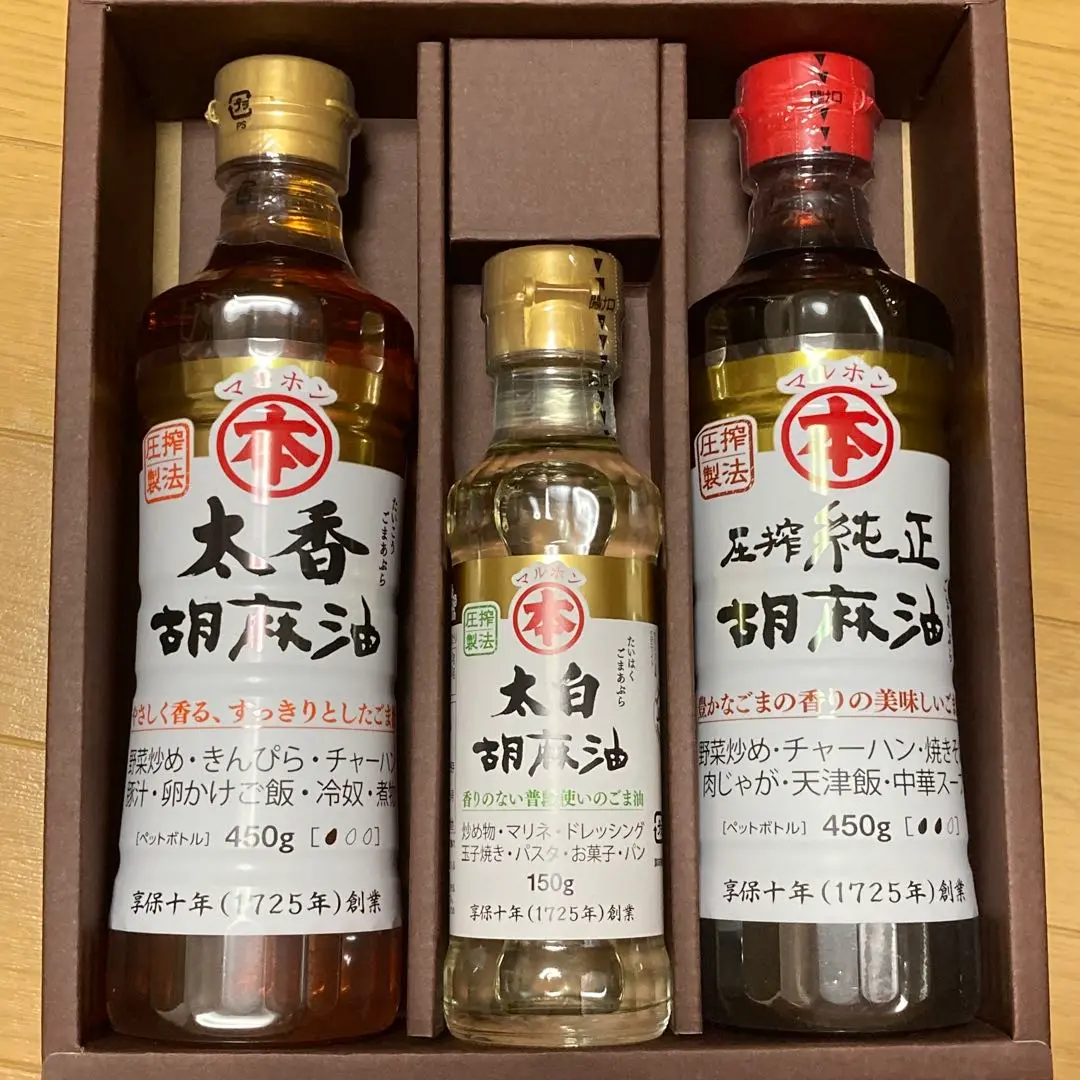 PS
マルホン
本
圧搾
製法
太香
胡麻油
たいこう
ごまあぶら
やさしく香る、すっきりとしたごま
野菜炒め・きんぴら・チャーハン
豚汁・卵かけご飯・冷奴・煮
[ペットボトル] 450g
享保十年(1725年)創業
開け口
マルホン
本
圧搾
製法
太白
胡麻油
たいはく
ごまあぶら
香りのない普段使いのごま油
炒め物・マリネ・ドレッシング
玉子焼き・パスタ・お菓子・パン
150g
享保十年(1725年)創業
開け口
マルホン
本
圧搾
製法
圧搾純正
胡麻油
豊かなごまの香りの美味しいご
野菜炒め・チャーハン・焼きそ
肉じゃが・天津飯・中華スープ
[ペットボトル] 450g
享保十年(1725年)創業